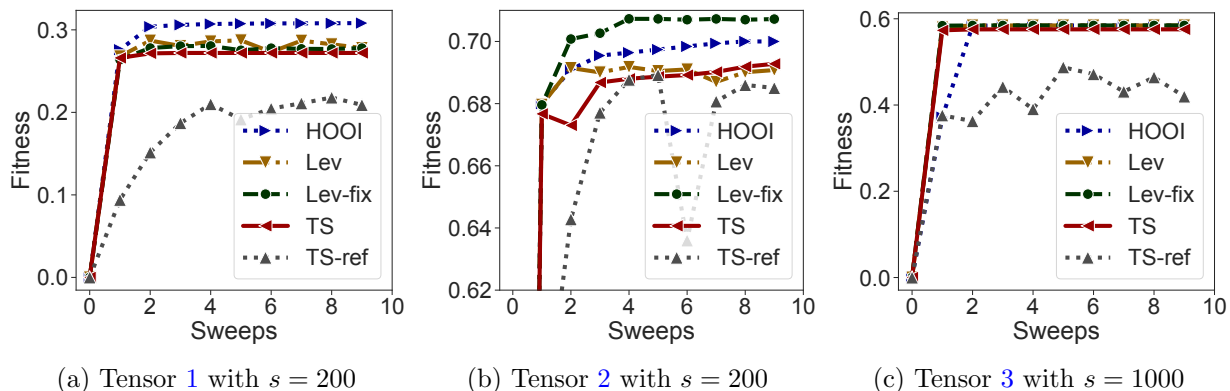 0.3
0.2
0.1
0.0
Fitness
0 2 4 6 8 10
Sweeps
HOOI
Lev
Lev-fix
TS
TS-ref
(a) Tensor 1 with s = 200
0.70
0.68
0.66
0.64
0.62
Fitness
0 2 4 6 8 10
Sweeps
HOOI
Lev
Lev-fix
TS
TS-ref
(b) Tensor 2 with s = 200
0.6
0.4
0.2
0.0
Fitness
0 2 4 6 8 10
Sweeps
HOOI
Lev
Lev-fix
TS
TS-ref
(c) Tensor 3 with s = 1000